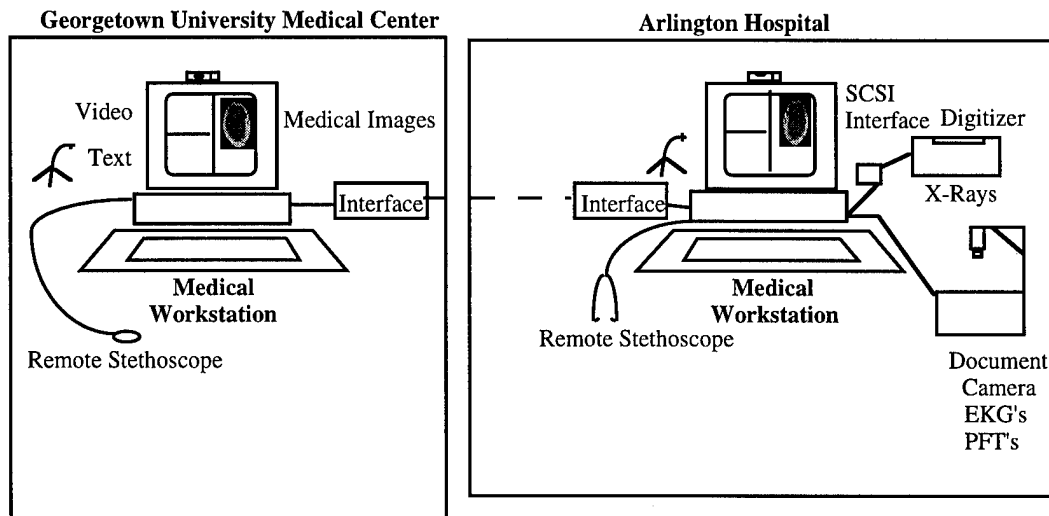 Georgetown University Medical Center
Video
Text
Medical Images
Interface
Medical
Workstation
Remote Stethoscope
Arlington Hospital
SCSI
Interface
Digitizer
X-Rays
Interface
Medical
Workstation
Remote Stethoscope
Document
Camera
EKG's
PFT's